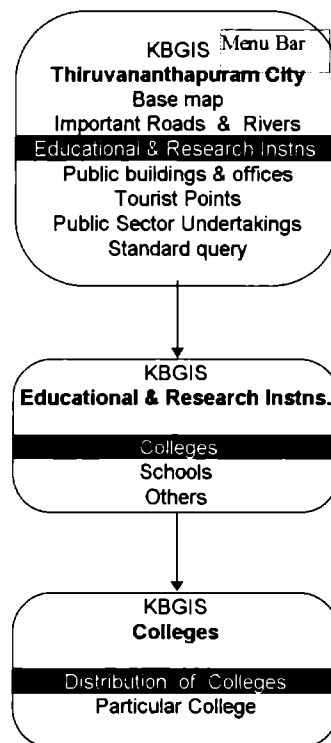 Menu Bar
KBGIS
Thiruvananthapuram City
Base map
Important Roads & Rivers
Educational & Research Instns
Public buildings & offices
Tourist Points
Public Sector Undertakings
Standard query
KBGIS
Educational & Research Instns.
Colleges
Schools
Others
KBGIS
Colleges
Distribution of Colleges
Particular College